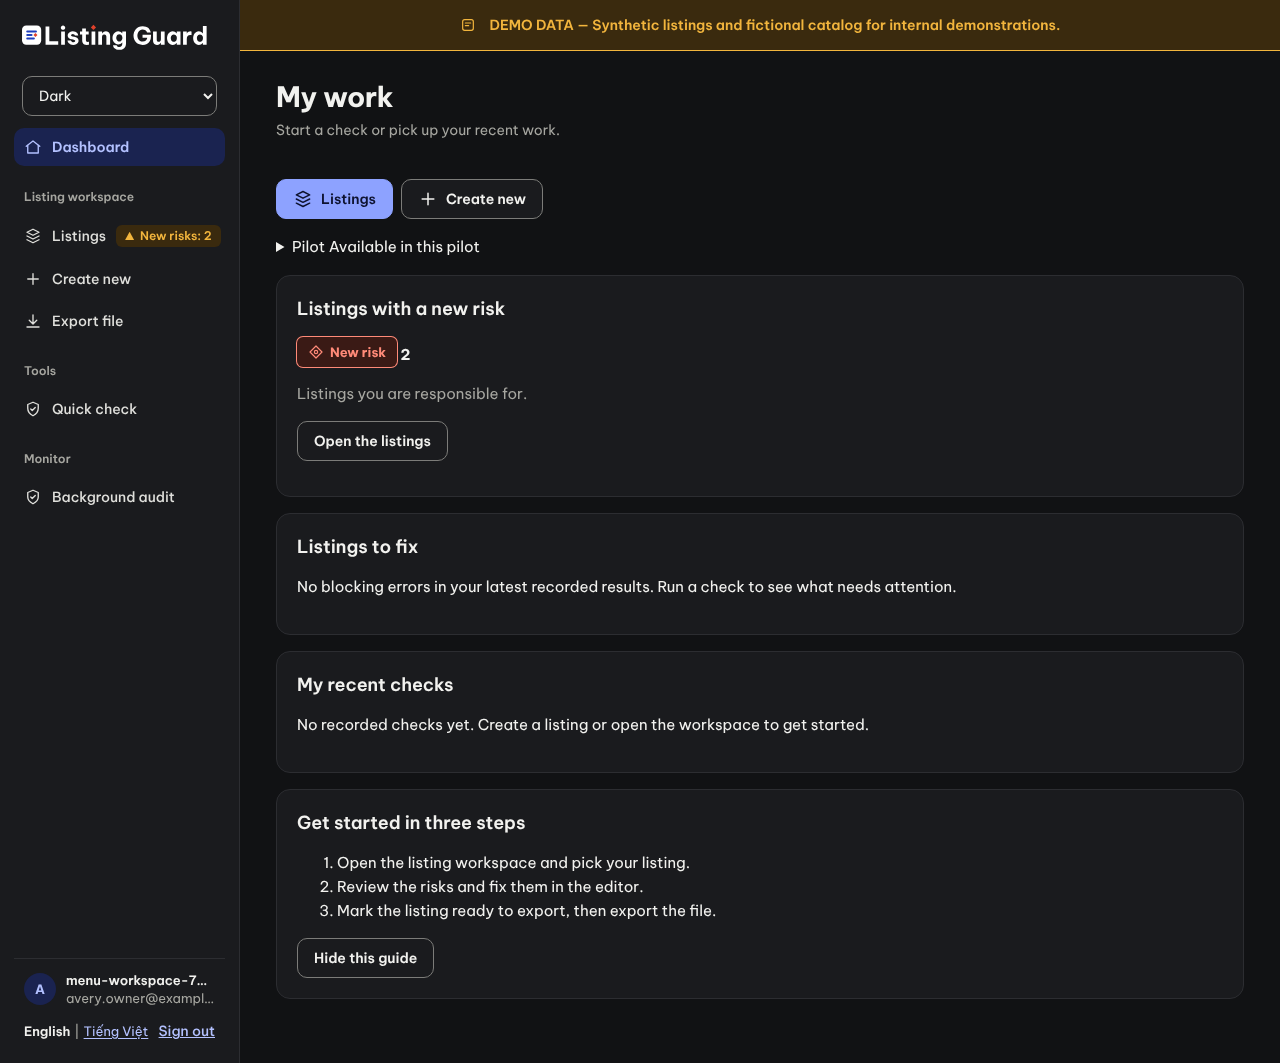 Listing Guard
Dark
Dashboard
Listing workspace
Listings
New risks: 2
Create new
Export file
Tools
Quick check
Monitor
Background audit
A
menu-workspace-7...
avery.owner@exampl...
English | Tiếng Việt Sign out
DEMO DATA — Synthetic listings and fictional catalog for internal demonstrations.
My work
Start a check or pick up your recent work.
Listings
Create new
Pilot Available in this pilot
Listings with a new risk
New risk 2
Listings you are responsible for.
Open the listings
Listings to fix
No blocking errors in your latest recorded results. Run a check to see what needs attention.
My recent checks
No recorded checks yet. Create a listing or open the workspace to get started.
Get started in three steps
1. Open the listing workspace and pick your listing.
2. Review the risks and fix them in the editor.
3. Mark the listing ready to export, then export the file.
Hide this guide